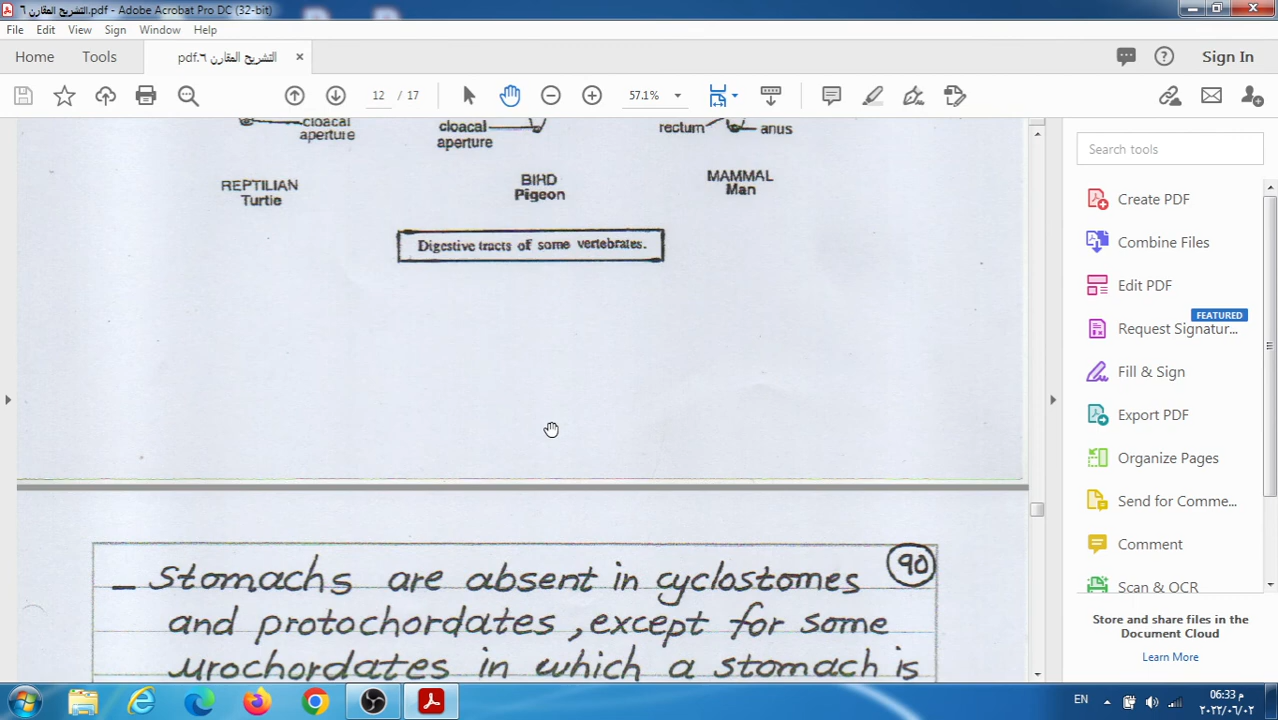 التشريح المقارن ٦.pdf - Adobe Acrobat Pro DC (32-bit)
File Edit View Sign Window Help
Home Tools التشريح المقارن ٦.pdf × Sign In
12 / 17 57.1%
cloacal aperture
cloacal aperture
rectum anus
REPTILIAN
Turtle
BIRD
Pigeon
MAMMAL
Man
Digestive tracts of some vertebrates.
90
– Stomachs are absent in cyclostomes
and protochordates, except for some
urochordates in which a stomach is
Search tools
Create PDF
Combine Files
Edit PDF
FEATURED
Request Signatur...
Fill & Sign
Export PDF
Organize Pages
Send for Comme...
Comment
Scan & OCR
Store and share files in the
Document Cloud
Learn More
EN
06:33 م
٢٠٢٢/٠٦/٠٢